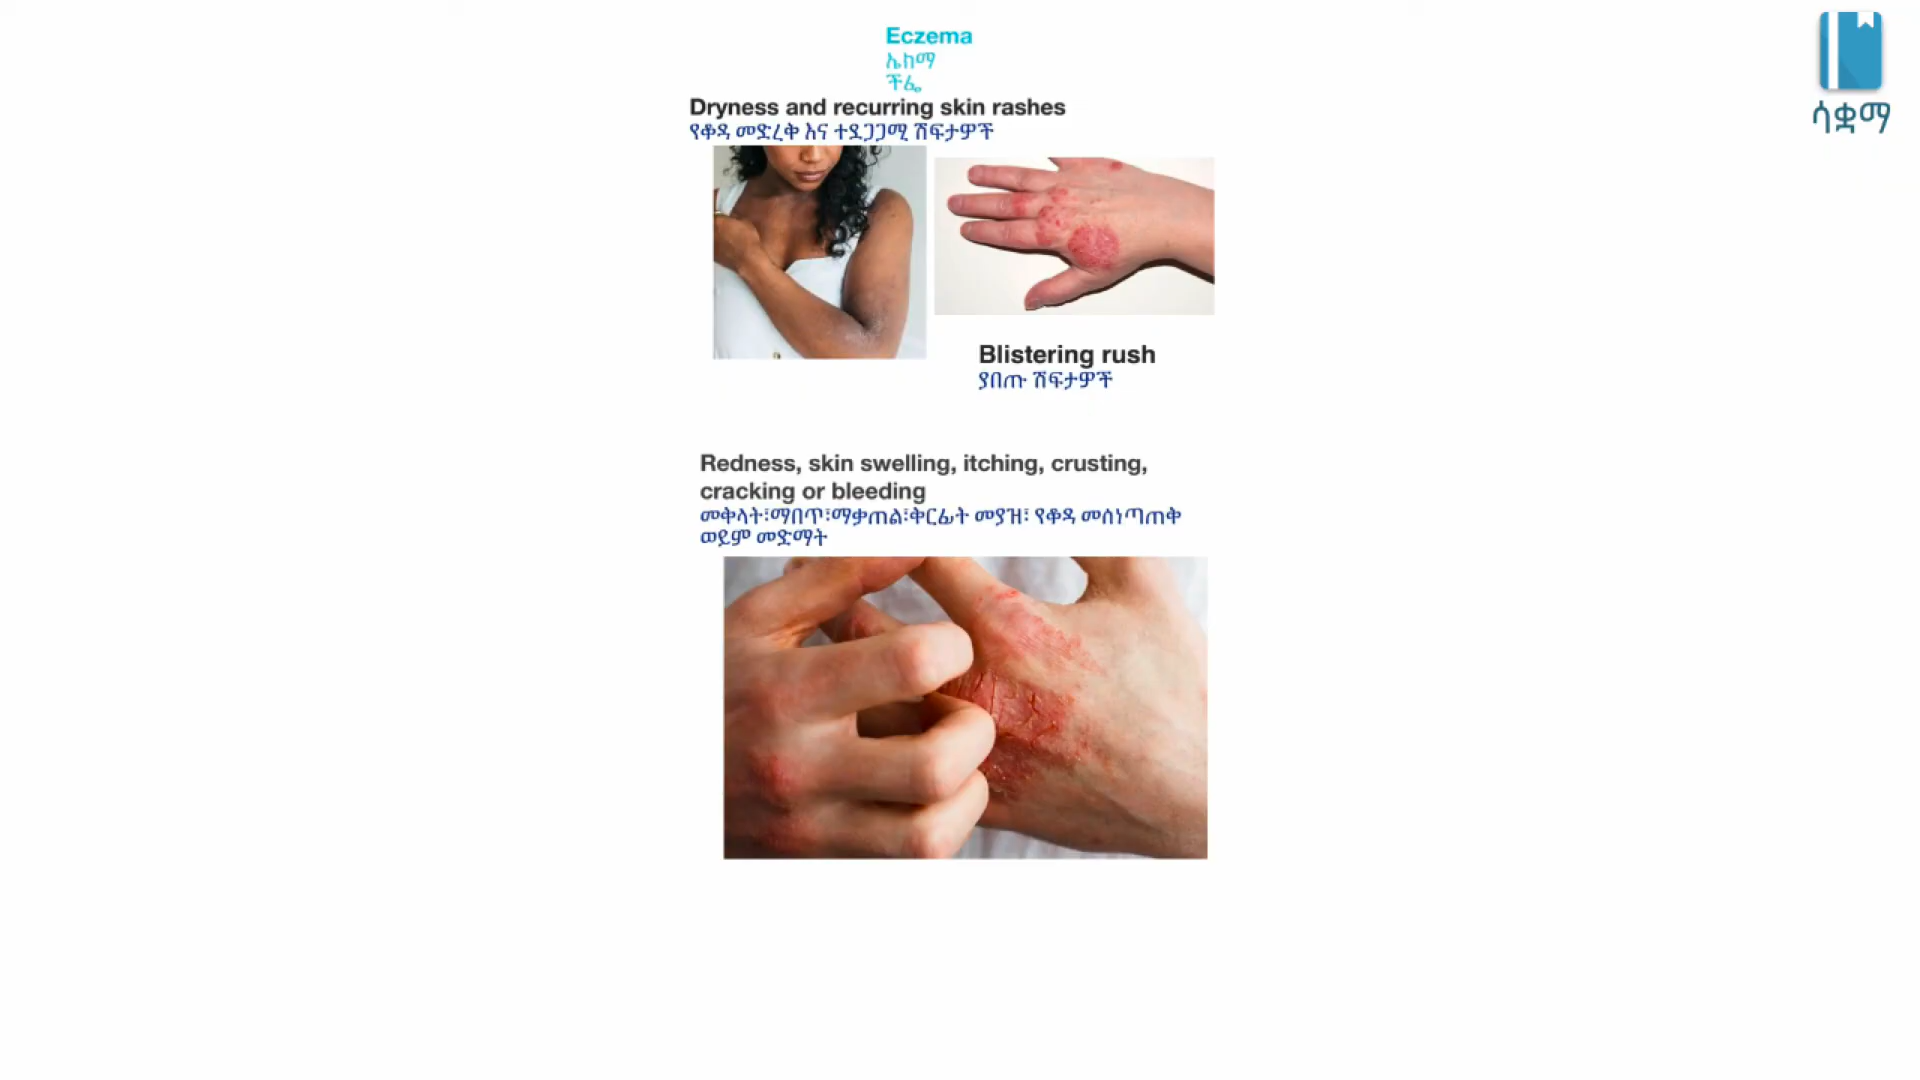 Eczema
ኤክማ
ችፌ
Dryness and recurring skin rashes
የቆዳ መድረቅ እና ተደጋጋሚ ሽፍታዎች
Blistering rush
ያበጡ ሽፍታዎች
Redness, skin swelling, itching, crusting,
cracking or bleeding
መቅላት፣ማበጥ፣ማቃጠል፣ቅርፊት መያዝ፣ የቆዳ መሰነጣጠቅ
ወይም መድማት
ሳቋማ